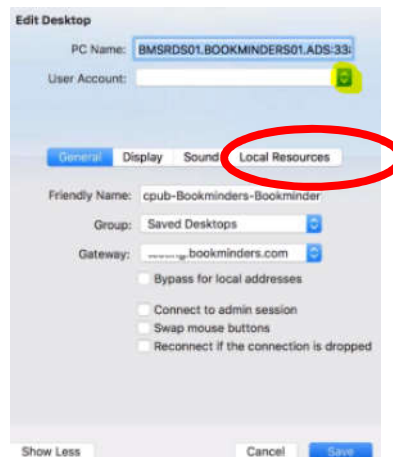 Edit Desktop
PC Name: BMSRDS01.BOOKMINDERS01.ADS:33
User Account:
General Display Sound Local Resources
Friendly Name: cpub-Bookminders-Bookminder
Group: Saved Desktops
Gateway: .bookminders.com
Bypass for local addresses
Connect to admin session
Swap mouse buttons
Reconnect if the connection is dropped
Show Less Cancel Save